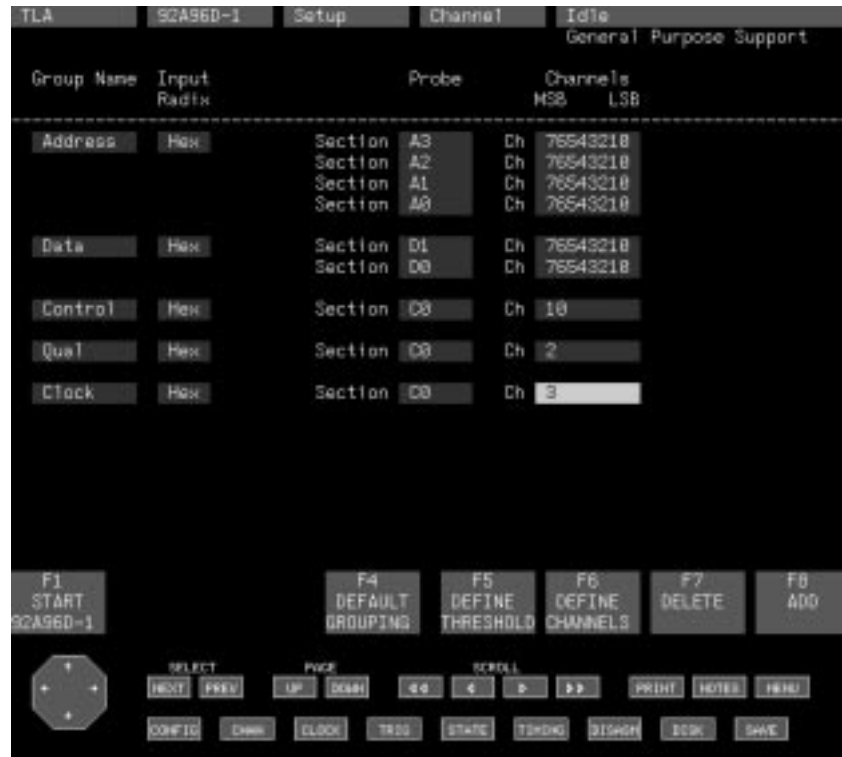 TLA 92A96D-1 Setup Channel Idle
General Purpose Support
Group Name Input Probe Channels
Radix MSB LSB
Address Hex Section A3 Ch 76543210
Section A2 Ch 76543210
Section A1 Ch 76543210
Section A0 Ch 76543210
Data Hex Section D1 Ch 76543210
Section D0 Ch 76543210
Control Hex Section C0 Ch 10
Qual Hex Section C0 Ch 2
Clock Hex Section C0 Ch 3
F1 F4 F5 F6 F7 F8
START DEFAULT DEFINE DEFINE DELETE ADD
92A96D-1 GROUPING THRESHOLD CHANNELS
SELECT PAGE SCROLL
NEXT PREV UP DOWN PRINT NOTES MENU
CONFIG CHAN CLOCK TRIG STATE TIMING DISASM DISK SAVE